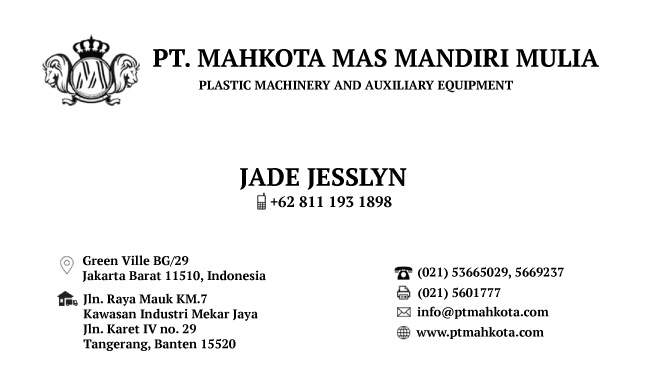 PT. MAHKOTA MAS MANDIRI MULIA
PLASTIC MACHINERY AND AUXILIARY EQUIPMENT
JADE JESSLYN
+62 811 193 1898
Green Ville BG/29
Jakarta Barat 11510, Indonesia
Jln. Raya Mauk KM.7
Kawasan Industri Mekar Jaya
Jln. Karet IV no. 29
Tangerang, Banten 15520
(021) 53665029, 5669237
(021) 5601777
info@ptmahkota.com
www.ptmahkota.com